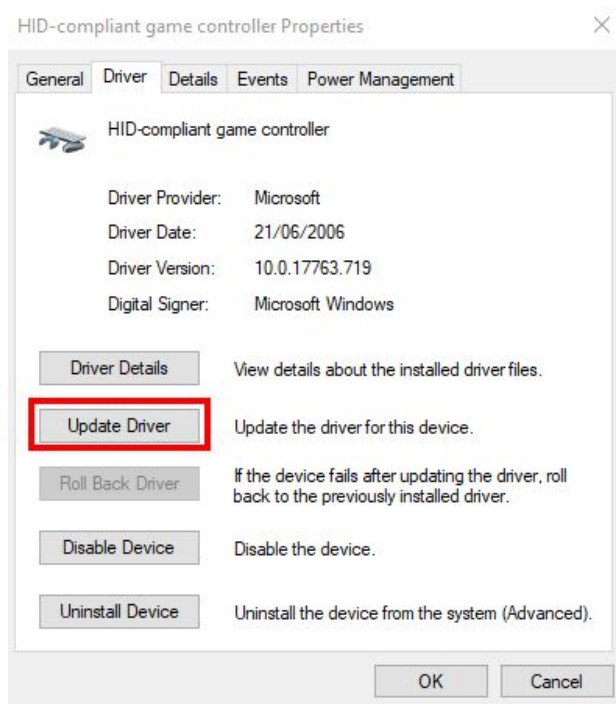 HID-compliant game controller Properties
General Driver Details Events Power Management
HID-compliant game controller
Driver Provider: Microsoft
Driver Date: 21/06/2006
Driver Version: 10.0.17763.719
Digital Signer: Microsoft Windows
Driver Details View details about the installed driver files.
Update Driver Update the driver for this device.
Roll Back Driver If the device fails after updating the driver, roll
back to the previously installed driver.
Disable Device Disable the device.
Uninstall Device Uninstall the device from the system (Advanced).
OK Cancel